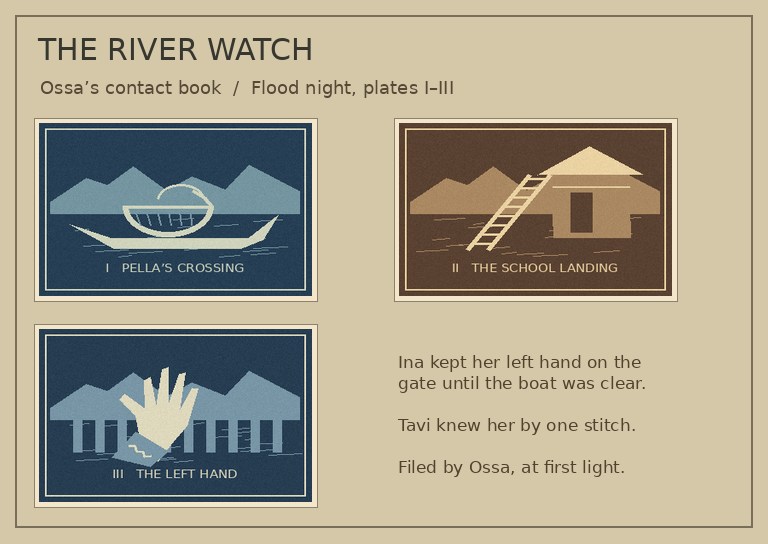 THE RIVER WATCH
Ossa’s contact book / Flood night, plates I–III
I PELLA’S CROSSING
II THE SCHOOL LANDING
III THE LEFT HAND
Ina kept her left hand on the
gate until the boat was clear.
Tavi knew her by one stitch.
Filed by Ossa, at first light.